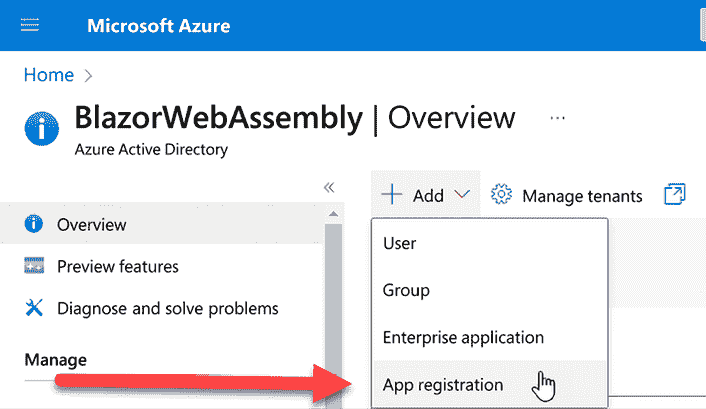 Microsoft Azure
Home >
BlazorWebAssembly | Overview ...
Azure Active Directory
«
Add
Manage tenants
Overview
Preview features
Diagnose and solve problems
Manage
User
Group
Enterprise application
App registration